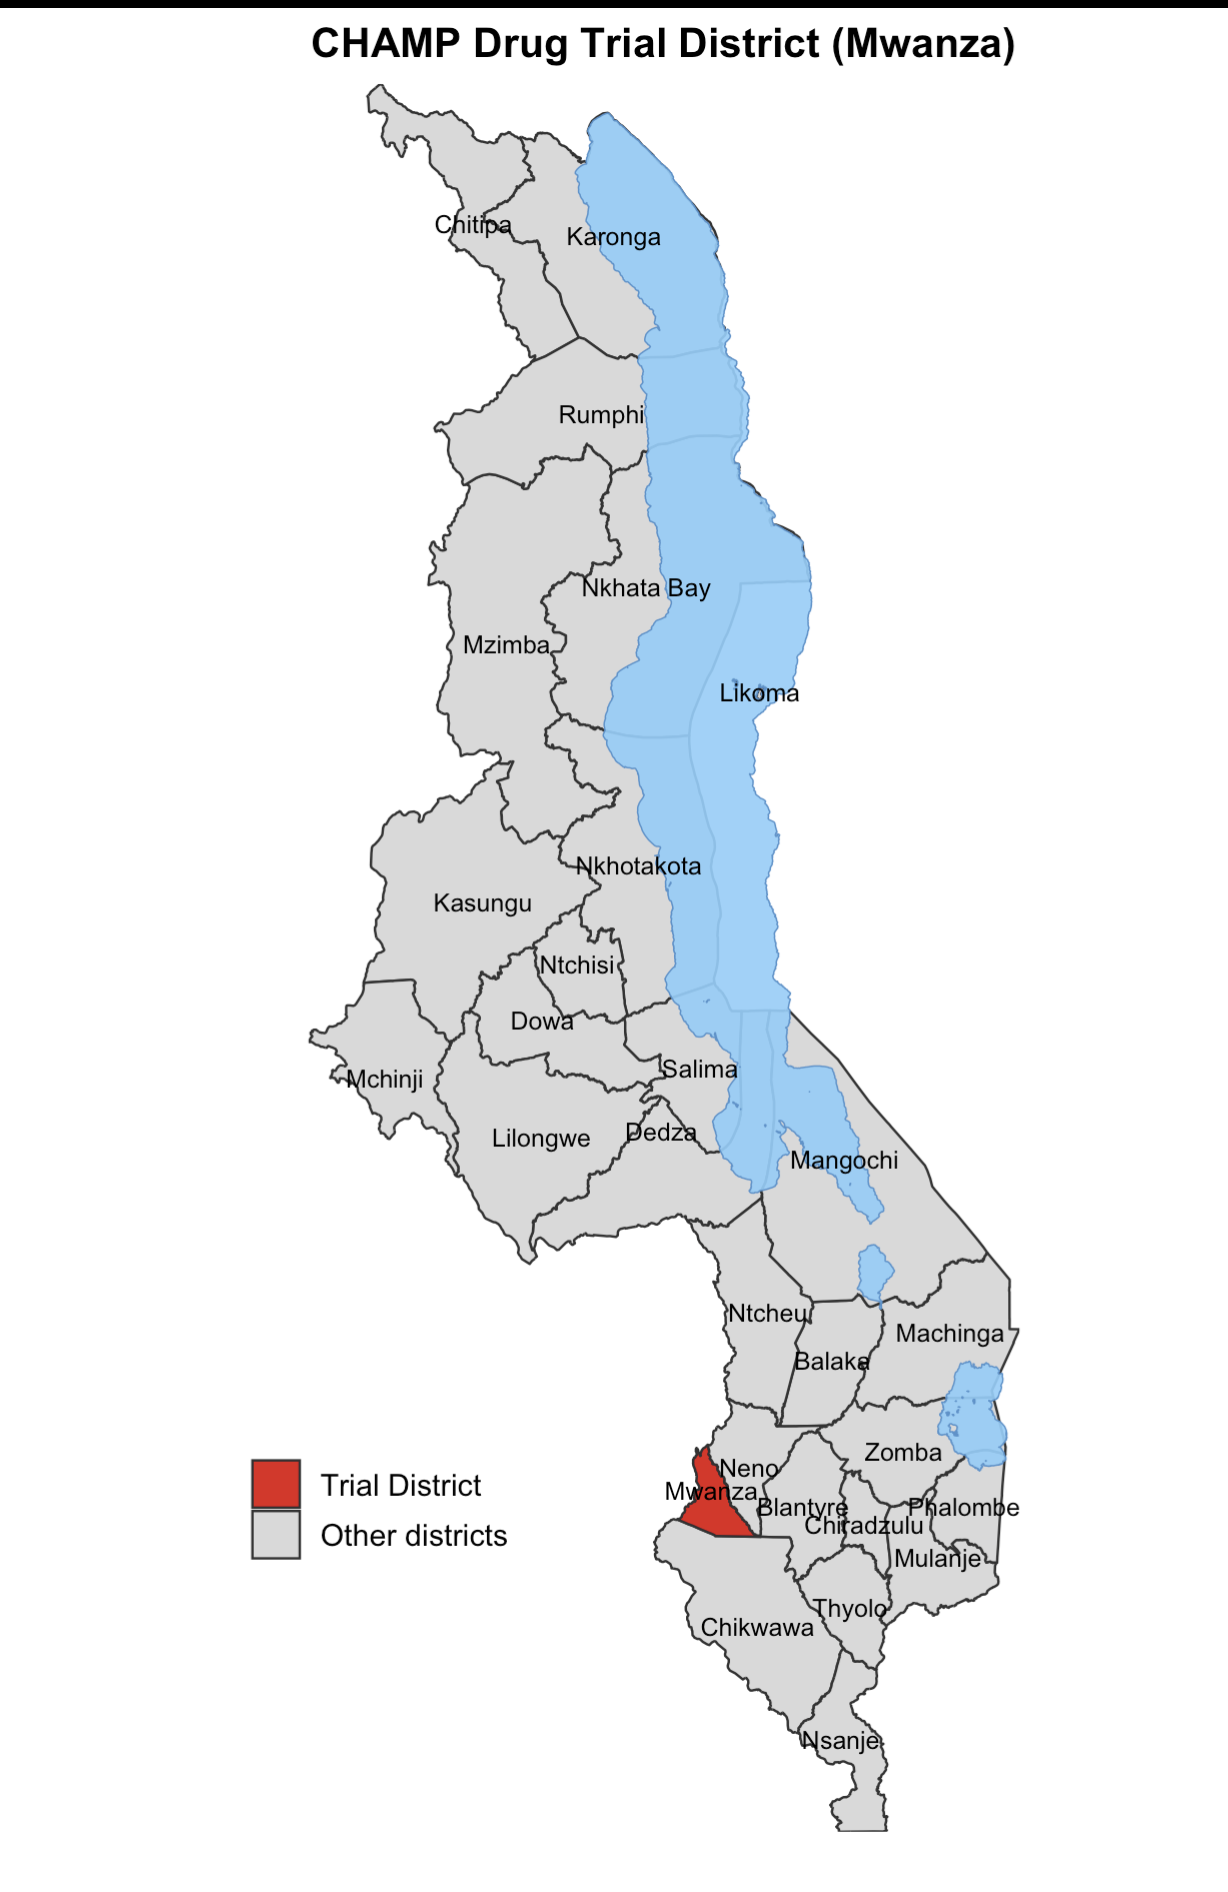 CHAMP Drug Trial District (Mwanza)
Chitipa
Karonga
Rumphi
Nkhata Bay
Mzimba
Likoma
Nkhotakota
Kasungu
Ntchisi
Dowa
Salima
Mchinji
Lilongwe
Dedza
Mangochi
Ntcheu
Machinga
Balaka
Zomba
Neno
Mwanza
Blantyre
Phalombe
Chiradzulu
Mulanje
Thyolo
Chikwawa
Nsanje
Trial District
Other districts